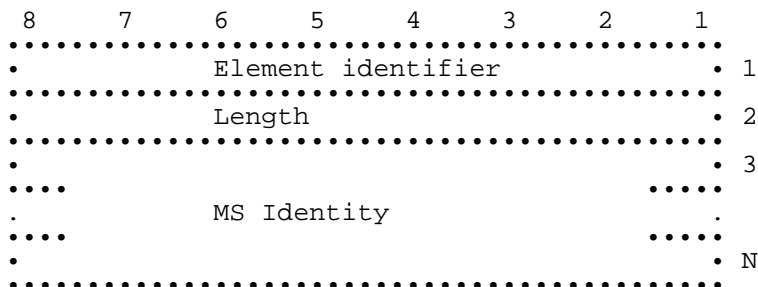 8 7 6 5 4 3 2 1
Element identifier 1
Length 2
3
MS Identity
N